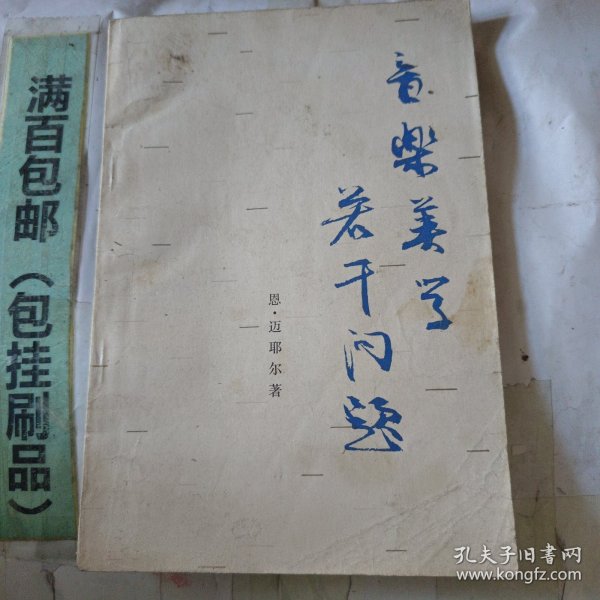 满百包邮（包挂刷品）
音樂美学
若干问题
恩·迈耶尔著
孔夫子旧书网
www.kongfz.com